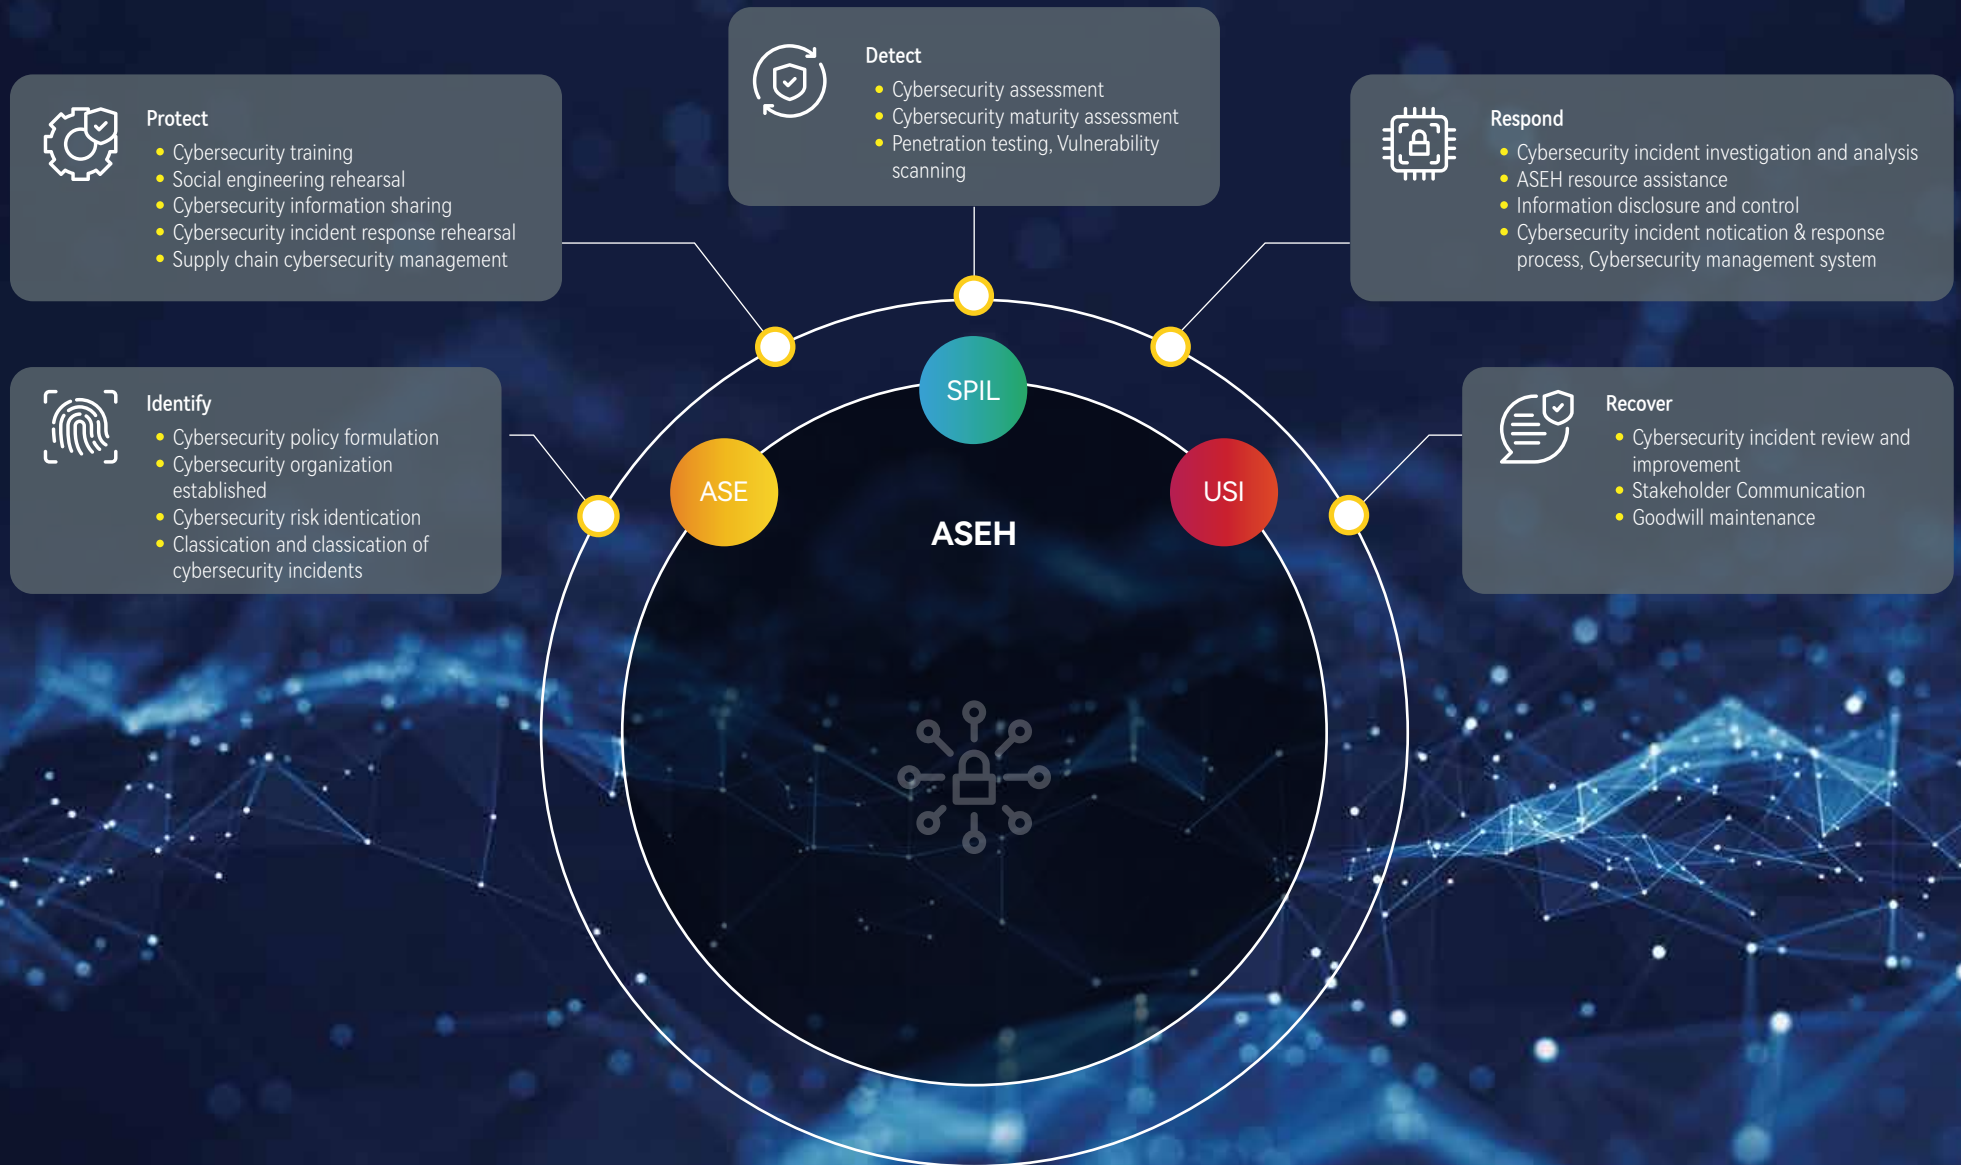 Detect
Cybersecurity assessment
Cybersecurity maturity assessment
Penetration testing, Vulnerability
scanning
Protect
Cybersecurity training
Social engineering rehearsal
Cybersecurity information sharing
Cybersecurity incident response rehearsal
Supply chain cybersecurity management
Respond
Cybersecurity incident investigation and analysis
ASEH resource assistance
Information disclosure and control
Cybersecurity incident notication & response
process, Cybersecurity management system
Identify
Cybersecurity policy formulation
Cybersecurity organization
established
Cybersecurity risk identication
Classication and classication of
cybersecurity incidents
Recover
Cybersecurity incident review and
improvement
Stakeholder Communication
Goodwill maintenance
SPIL
ASE
USI
ASEH